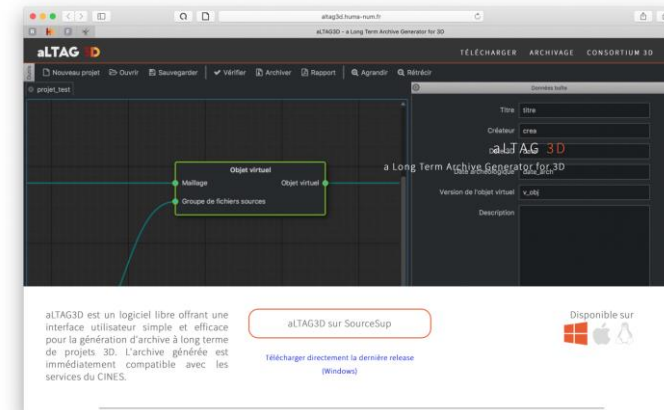 altag3d.huma-num.fr
aLTAG3D - a Long Term Archive Generator for 3D
aLTAG 3D
TÉLÉCHARGER ARCHIVAGE CONSORTIUM 3D
Nouveau projet Ouvrir Sauvegarder Vérifier Archiver Rapport Agrandir Rétrécir
projet_test
Données boîte
Titre titre
Créateur crea
aLTAG 3D
a Long Term Archive Generator for 3D
Date archéologique date_arch
Version de l'objet virtuel v_obj
Description
Objet virtuel
Maillage Objet virtuel
Groupe de fichiers sources
aLTAG3D est un logiciel libre offrant une
interface utilisateur simple et efficace
pour la génération d'archive à long terme
de projets 3D. L'archive générée est
immédiatement compatible avec les
services du CINES.
aLTAG3D sur SourceSup
Télécharger directement la dernière release
(Windows)
Disponible sur